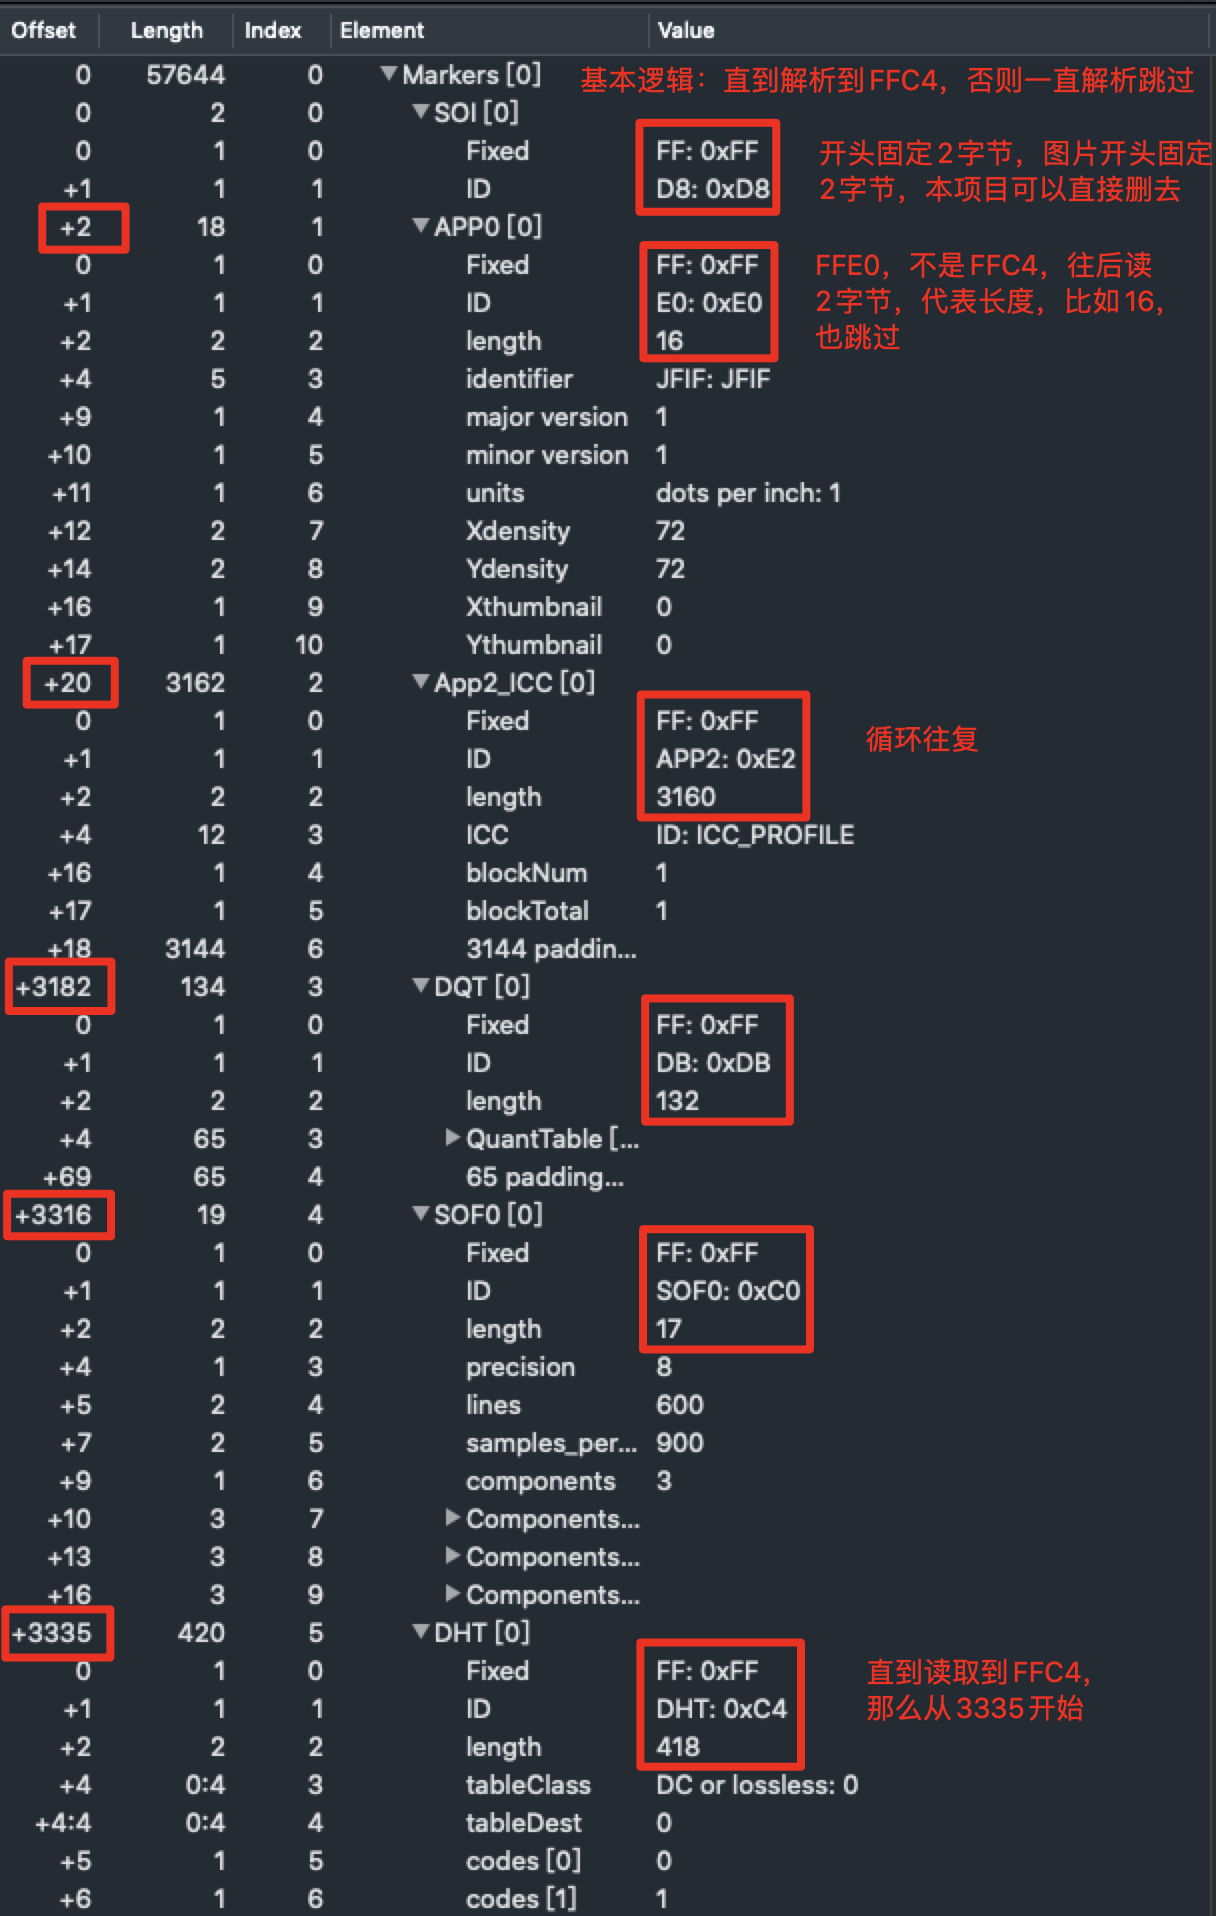 Offset Length Index Element Value
0 57644 0 ▼Markers [0] 基本逻辑：直到解析到FFC4，否则一直解析跳过
0 2 0 ▼SOI [0]
0 1 0 Fixed FF: 0xFF 开头固定2字节，图片开头固定
+1 1 1 ID D8: 0xD8 2字节，本项目可以直接删去
+2 18 1 ▼APP0 [0]
0 1 0 Fixed FF: 0xFF FFE0，不是FFC4，往后读
+1 1 1 ID E0: 0xE0 2字节，代表长度，比如16，
+2 2 2 length 16 也跳过
+4 5 3 identifier JFIF: JFIF
+9 1 4 major version 1
+10 1 5 minor version 1
+11 1 6 units dots per inch: 1
+12 2 7 Xdensity 72
+14 2 8 Ydensity 72
+16 1 9 Xthumbnail 0
+17 1 10 Ythumbnail 0
+20 3162 2 ▼App2_ICC [0]
0 1 0 Fixed FF: 0xFF 循环往复
+1 1 1 ID APP2: 0xE2
+2 2 2 length 3160
+4 12 3 ICC ID: ICC_PROFILE
+16 1 4 blockNum 1
+17 1 5 blockTotal 1
+18 3144 6 3144 paddin...
+3182 134 3 ▼DQT [0]
0 1 0 Fixed FF: 0xFF
+1 1 1 ID DB: 0xDB
+2 2 2 length 132
+4 65 3 ▶QuantTable [...
+69 65 4 65 padding...
+3316 19 4 ▼SOF0 [0]
0 1 0 Fixed FF: 0xFF
+1 1 1 ID SOF0: 0xC0
+2 2 2 length 17
+4 1 3 precision 8
+5 2 4 lines 600
+7 2 5 samples_per... 900
+9 1 6 components 3
+10 3 7 ▶Components...
+13 3 8 ▶Components...
+16 3 9 ▶Components...
+3335 420 5 ▼DHT [0]
0 1 0 Fixed FF: 0xFF 直到读取到FFC4，
+1 1 1 ID DHT: 0xC4 那么从3335开始
+2 2 2 length 418
+4 0:4 3 tableClass DC or lossless: 0
+4:4 0:4 4 tableDest 0
+5 1 5 codes [0] 0
+6 1 6 codes [1] 1